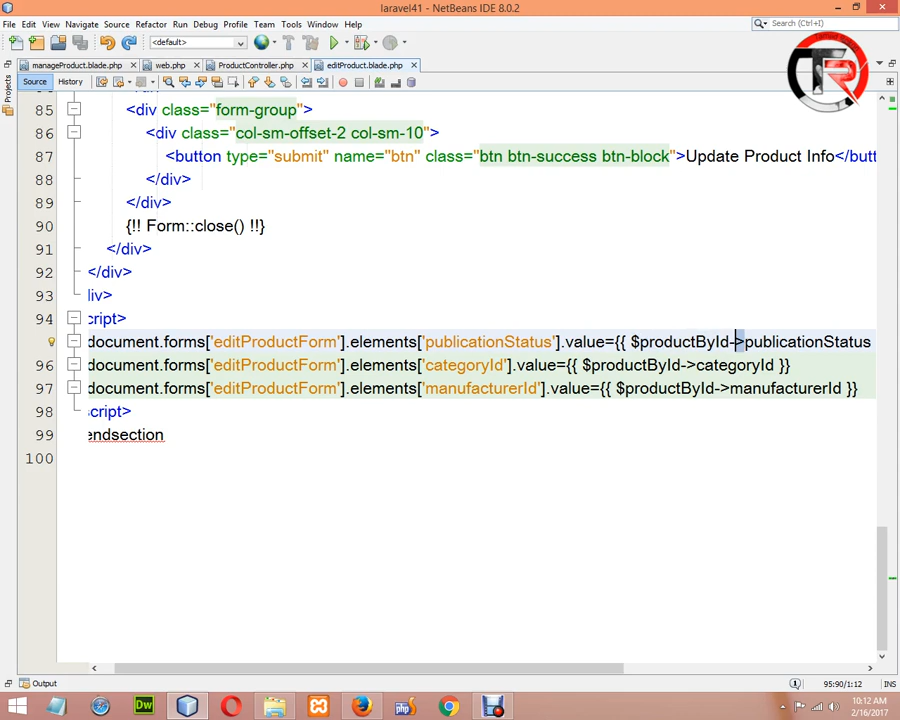 laravel41 - NetBeans IDE 8.0.2
File Edit View Navigate Source Refactor Run Debug Profile Team Tools Window Help
Search (Ctrl+I)
<default>
manageProduct.blade.php web.php ProductController.php editProduct.blade.php
Projects
Source History
TR
85 <div class="form-group">
86 <div class="col-sm-offset-2 col-sm-10">
87 <button type="submit" name="btn" class="btn btn-success btn-block">Update Product Info</butt
88 </div>
89 </div>
90 {!! Form::close() !!}
91 </div>
92 </div>
93 div>
94 cript>
document.forms['editProductForm'].elements['publicationStatus'].value={{ $productById->publicationStatus
96 document.forms['editProductForm'].elements['categoryId'].value={{ $productById->categoryId }}
97 document.forms['editProductForm'].elements['manufacturerId'].value={{ $productById->manufacturerId }}
98 script>
99 endsection
100
Output
95:90/1:12 INS
Dw
php
10:12 AM
2/16/2017